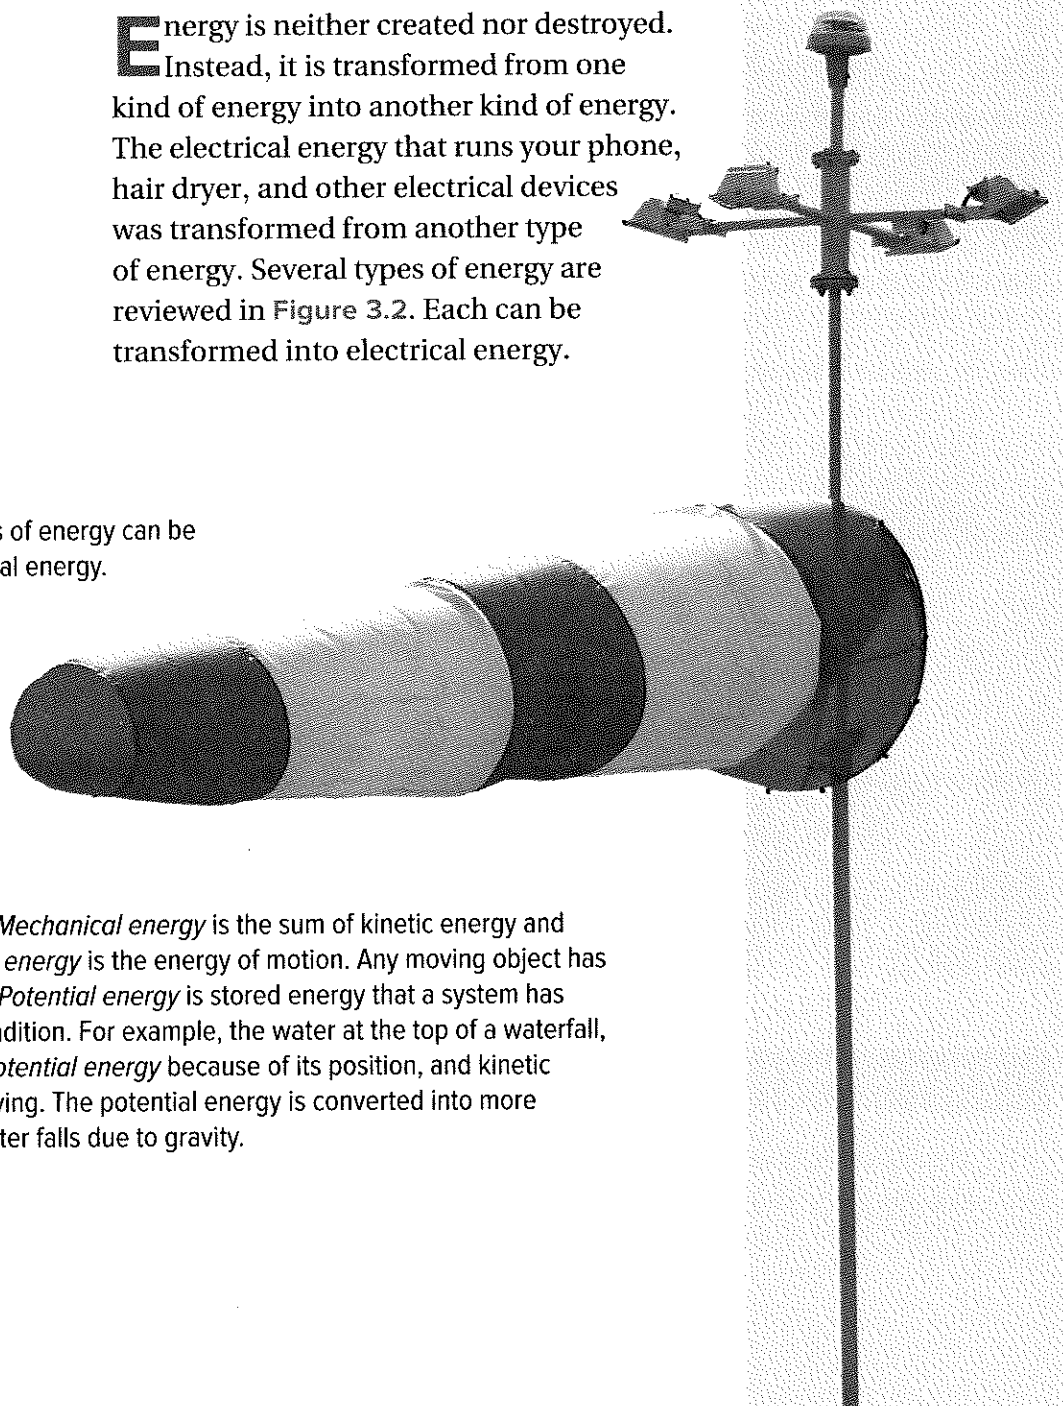 Energy is neither created nor destroyed.
Instead, it is transformed from one
kind of energy into another kind of energy.
The electrical energy that runs your phone,
hair dryer, and other electrical devices
was transformed from another type
of energy. Several types of energy are
reviewed in Figure 3.2. Each can be
transformed into electrical energy.
of energy can be
energy.
Mechanical energy is the sum of kinetic energy and
energy is the energy of motion. Any moving object has
Potential energy is stored energy that a system has
For example, the water at the top of a waterfall,
energy because of its position, and kinetic
The potential energy is converted into more
falls due to gravity.